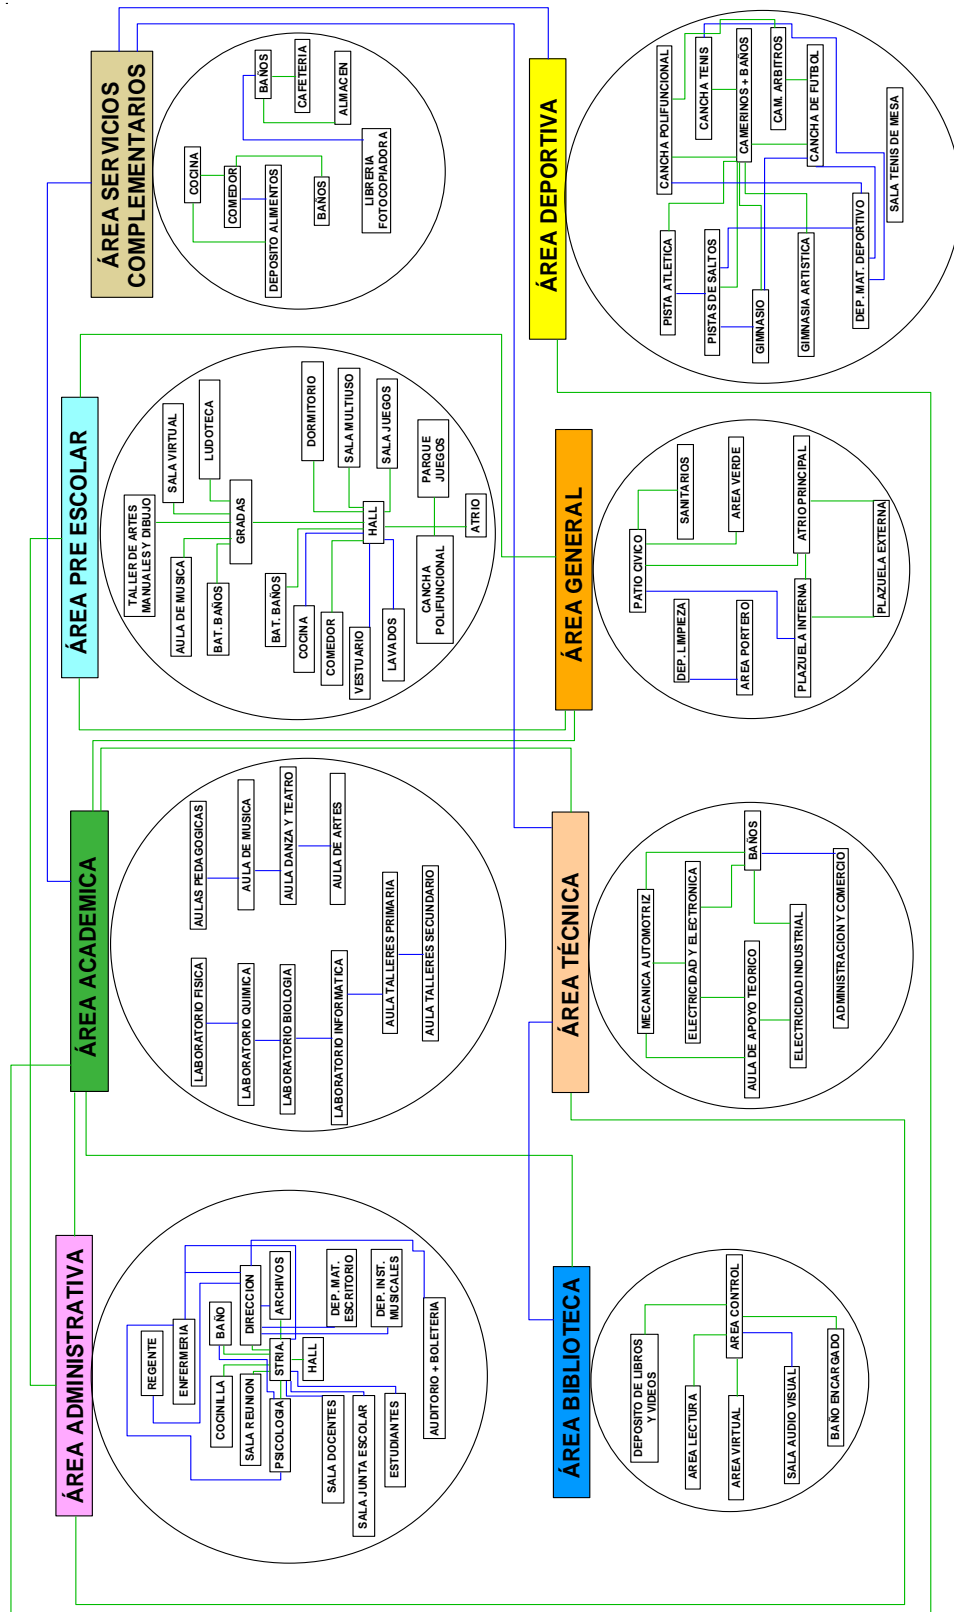 ÁREA ADMINISTRATIVA
REGENTE
ENFERMERIA
COCINILLA
BAÑO
DIRECCION
SALA REUNION
ARCHIVOS
PSICOLOGIA
STRIA.
HALL
DEP. MAT.
ESCRITORIO
DEP. INST.
MUSICALES
SALA DOCENTES
SALA JUNTA ESCOLAR
ESTUDIANTES
AUDITORIO + BOLETERIA
ÁREA ACADEMICA
LABORATORIO FISICA
LABORATORIO QUIMICA
LABORATORIO BIOLOGIA
LABORATORIO INFORMATICA
AULAS PEDAGOGICAS
AULA DE MUSICA
AULA DANZA Y TEATRO
AULA DE ARTES
AULA TALLERES PRIMARIA
AULA TALLERES SECUNDARIO
ÁREA PRE ESCOLAR
TALLER DE ARTES
MANUALES Y DIBUJO
SALA VIRTUAL
LUDOTECA
AULA DE MUSICA
BAT. BAÑOS
GRADAS
DORMITORIO
SALA MULTIUSO
SALA JUEGOS
BAT. BAÑOS
COCINA
COMEDOR
VESTUARIO
LAVADOS
HALL
PARQUE
JUEGOS
CANCHA
POLIFUNCIONAL
ATRIO
ÁREA SERVICIOS
COMPLEMENTARIOS
COCINA
COMEDOR
DEPOSITO ALIMENTOS
BAÑOS
BAÑOS
CAFETERIA
ALMACEN
LIBRERIA
FOTOCOPIADORA
ÁREA BIBLIOTECA
DEPOSITO DE LIBROS
Y VIDEOS
AREA LECTURA
AREA VIRTUAL
AREA CONTROL
SALA AUDIO VISUAL
BAÑO ENCARGADO
ÁREA TÉCNICA
MECANICA AUTOMOTRIZ
ELECTRICIDAD Y ELECTRONICA
AULA DE APOYO TEORICO
BAÑOS
ELECTRICIDAD INDUSTRIAL
ADMINISTRACION Y COMERCIO
ÁREA GENERAL
PATIO CIVICO
SANITARIOS
AREA VERDE
DEP. LIMPIEZA
AREA PORTERO
ATRIO PRINCIPAL
PLAZUELA INTERNA
PLAZUELA EXTERNA
ÁREA DEPORTIVA
CANCHA POLIFUNCIONAL
CANCHA TENIS
CAMERINOS + BAÑOS
CAM. ARBITROS
CANCHA DE FUTBOL
PISTA ATLETICA
PISTAS DE SALTOS
GIMNASIO
GIMNASIA ARTISTICA
DEP. MAT. DEPORTIVO
SALA TENIS DE MESA